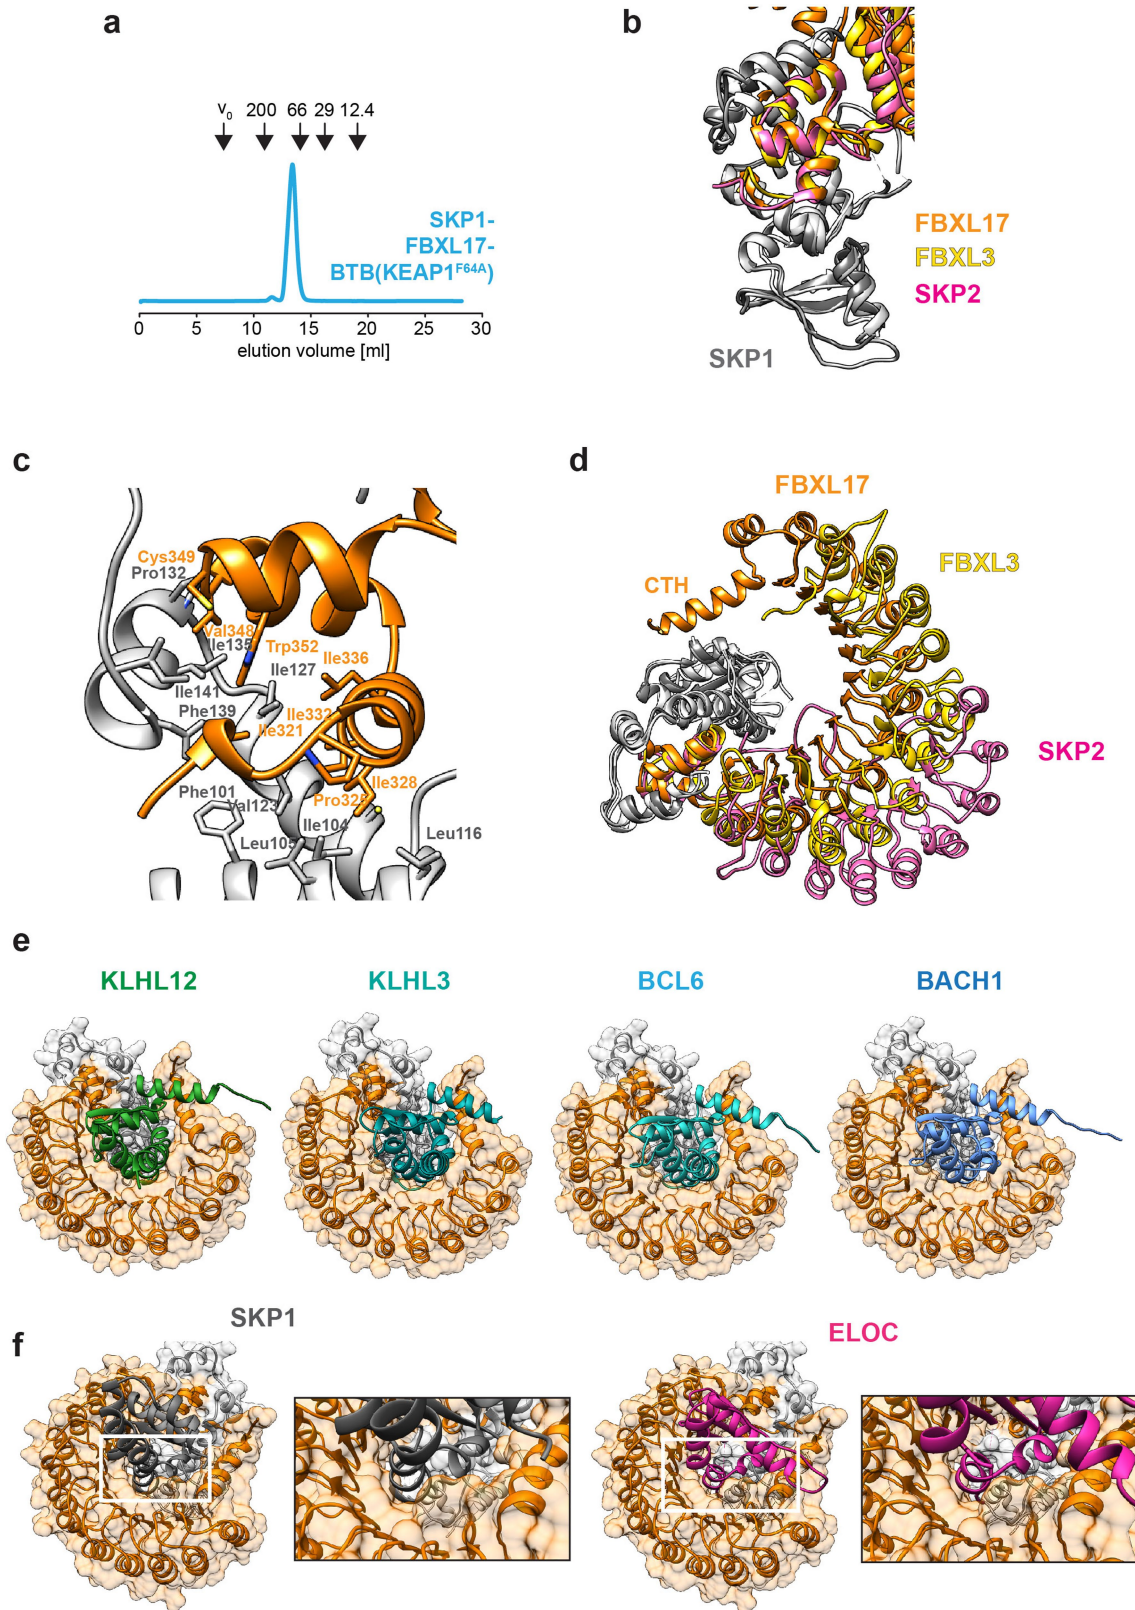 a
v0 200 66 29 12.4
SKP1-
FBXL17-
BTB(KEAP1F64A)
0 5 10 15 20 25 30
elution volume [ml]
b
FBXL17
FBXL3
SKP2
SKP1
c
Cys349
Pro132
Val348
Ile135
Trp352
Ile127
Ile336
Ile141
Phe139
Ile332
Ile321
Phe101
Val123
Pro325
Ile328
Leu105
Ile104
Leu116
d
FBXL17
FBXL3
CTH
SKP2
e
KLHL12 KLHL3 BCL6 BACH1
f
SKP1
ELOC